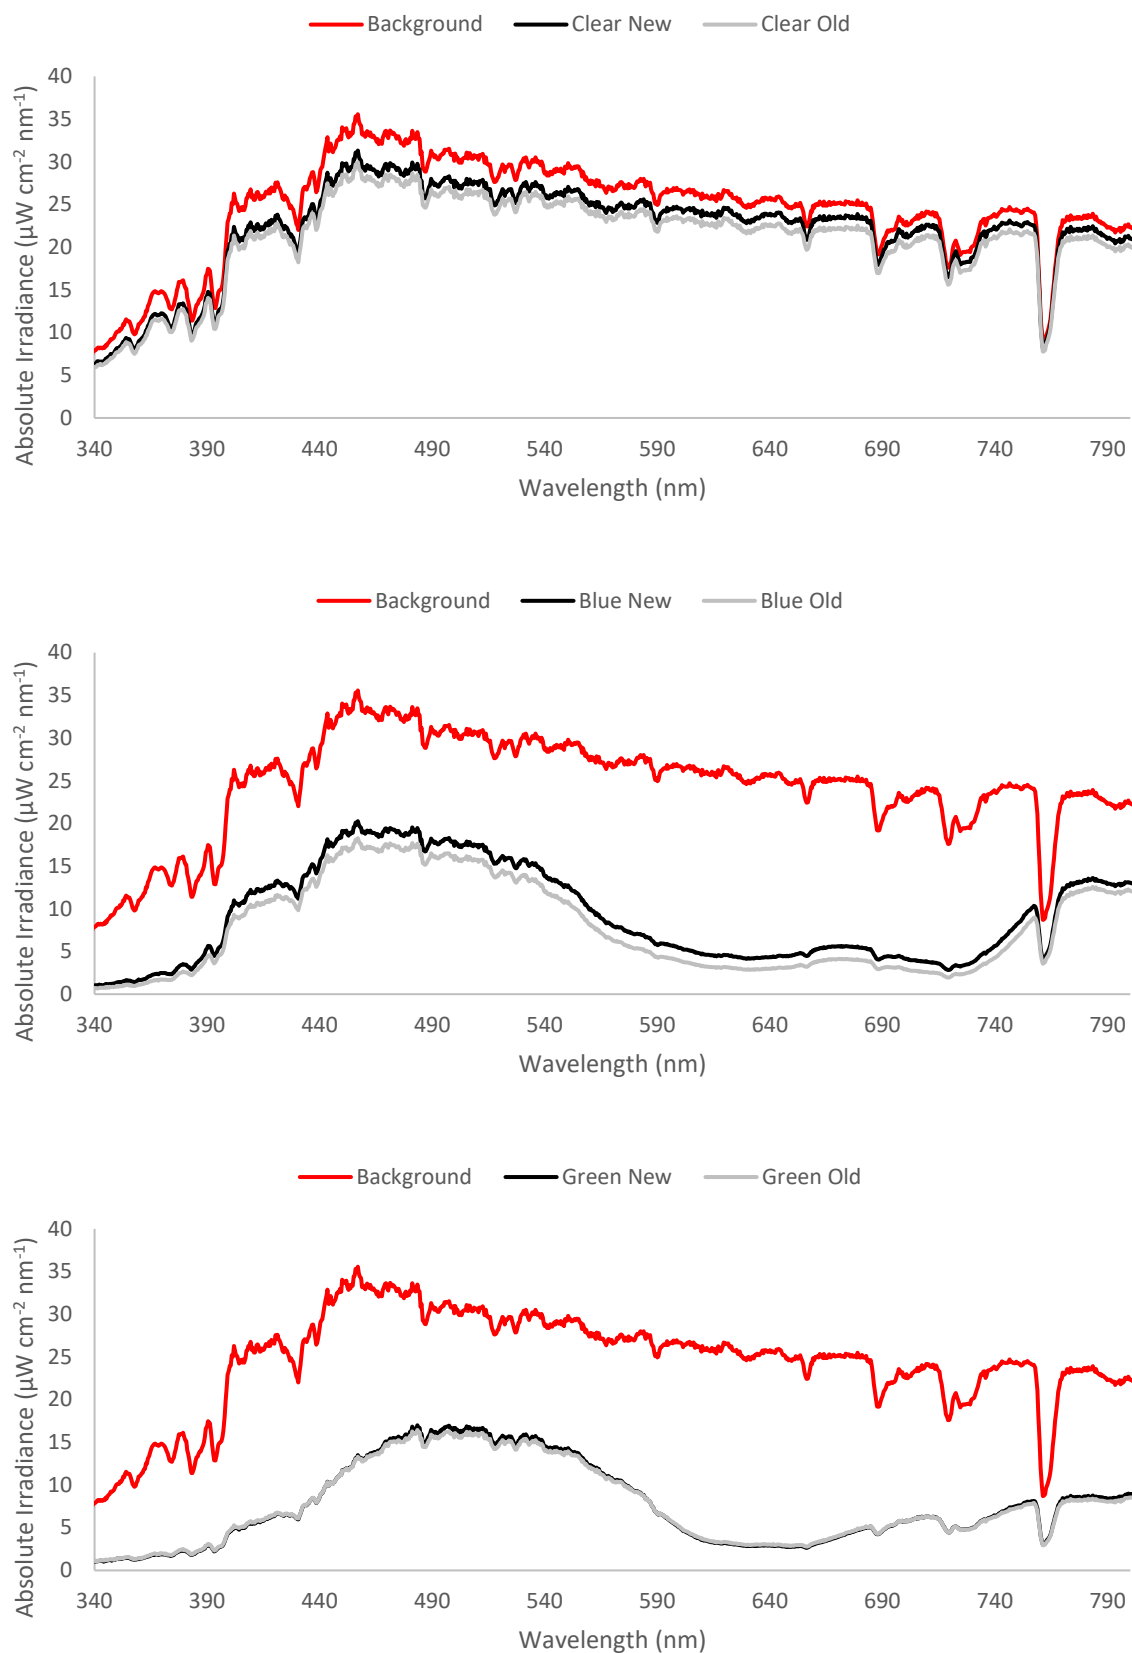 Background Clear New Clear Old
Absolute Irradiance (µW cm⁻² nm⁻¹)
40
35
30
25
20
15
10
5
0
340 390 440 490 540 590 640 690 740 790
Wavelength (nm)
Background Blue New Blue Old
Absolute Irradiance (µW cm⁻² nm⁻¹)
40
35
30
25
20
15
10
5
0
340 390 440 490 540 590 640 690 740 790
Wavelength (nm)
Background Green New Green Old
Absolute Irradiance (µW cm⁻² nm⁻¹)
40
35
30
25
20
15
10
5
0
340 390 440 490 540 590 640 690 740 790
Wavelength (nm)